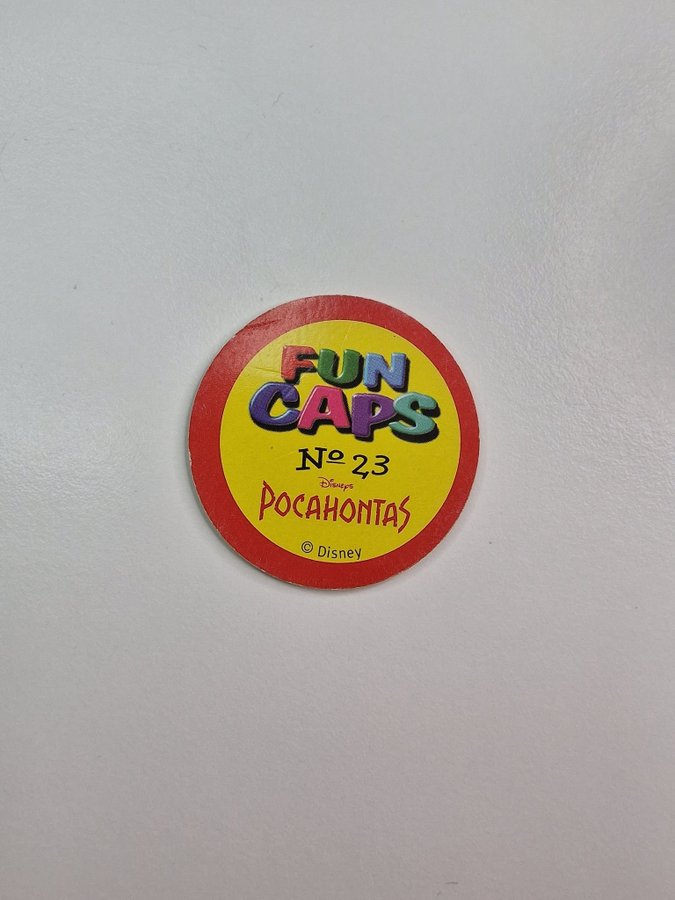 FUN
CAPS
Nº 23
Disney's
POCAHONTAS
© Disney